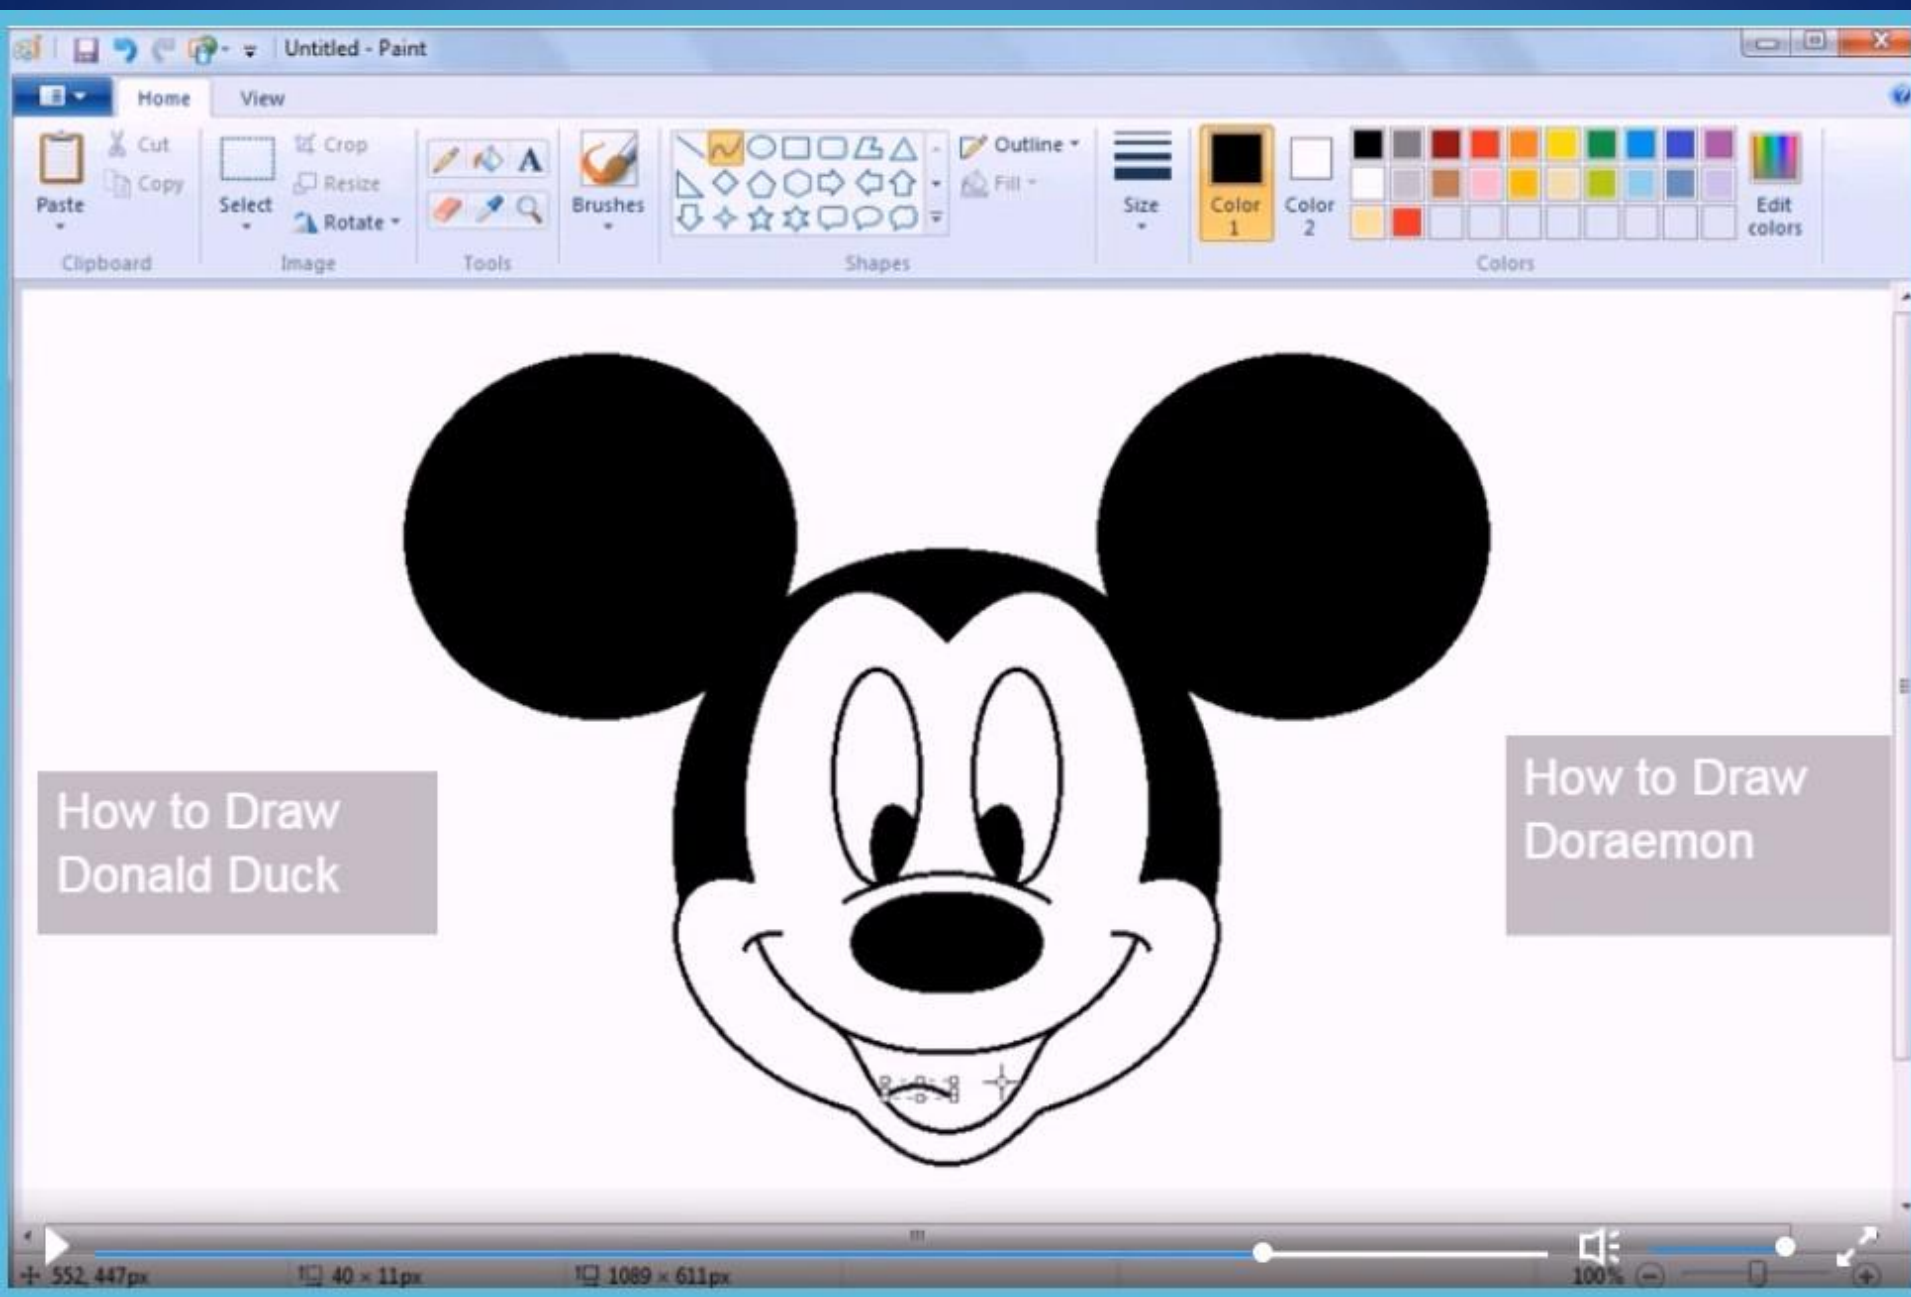 Untitled - Paint
Home View
Paste
Cut
Copy
Clipboard
Select
Crop
Resize
Rotate
Image
A
Tools
Brushes
Outline
Fill
Shapes
Size
Color
1
Color
2
Edit
colors
Colors
How to Draw
Donald Duck
How to Draw
Doraemon
552, 447px 40 × 11px 1089 × 611px 100%